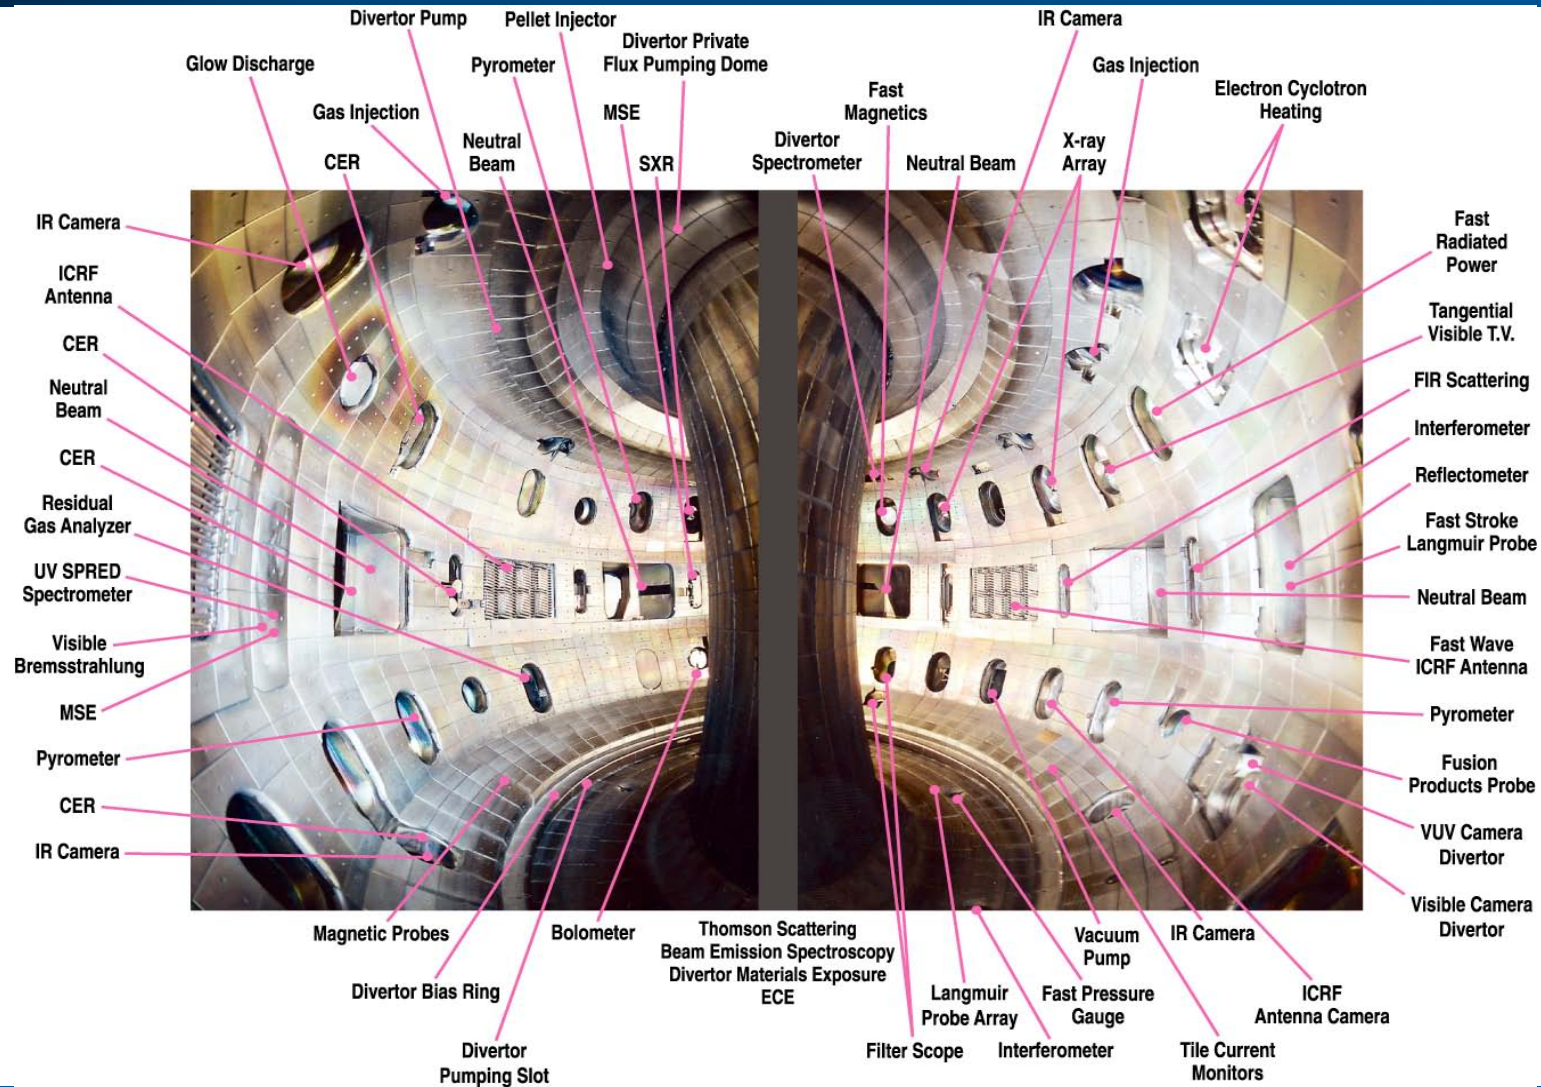 Divertor Pump
Pellet Injector
IR Camera
Glow Discharge
Pyrometer
Divertor Private
Flux Pumping Dome
Gas Injection
Electron Cyclotron
Heating
Gas Injection
MSE
Fast
Magnetics
CER
Neutral
Beam
SXR
Divertor
Spectrometer
Neutral Beam
X-ray
Array
IR Camera
ICRF
Antenna
CER
Neutral
Beam
CER
Residual
Gas Analyzer
UV SPRED
Spectrometer
Visible
Bremsstrahlung
MSE
Pyrometer
CER
IR Camera
Fast
Radiated
Power
Tangential
Visible T.V.
FIR Scattering
Interferometer
Reflectometer
Fast Stroke
Langmuir Probe
Neutral Beam
Fast Wave
ICRF Antenna
Pyrometer
Fusion
Products Probe
VUV Camera
Divertor
Visible Camera
Divertor
Magnetic Probes
Bolometer
Thomson Scattering
Beam Emission Spectroscopy
Divertor Materials Exposure
ECE
Vacuum
Pump
IR Camera
Divertor Bias Ring
Langmuir
Probe Array
Fast Pressure
Gauge
ICRF
Antenna Camera
Divertor
Pumping Slot
Filter Scope
Interferometer
Tile Current
Monitors